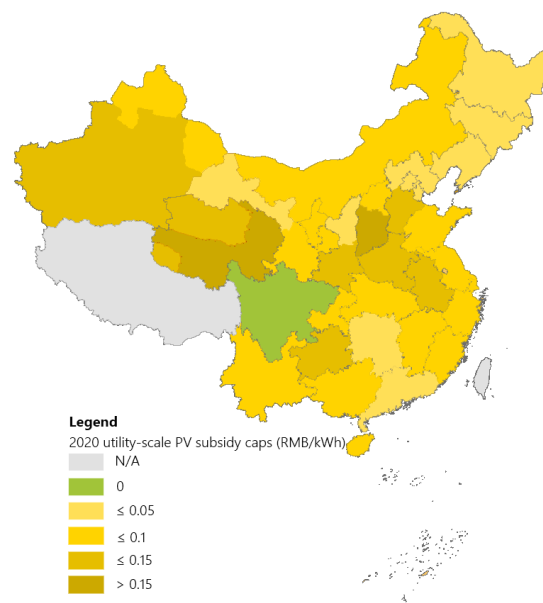 Legend
2020 utility-scale PV subsidy caps (RMB/kWh)
N/A
0
≤ 0.05
≤ 0.1
≤ 0.15
> 0.15